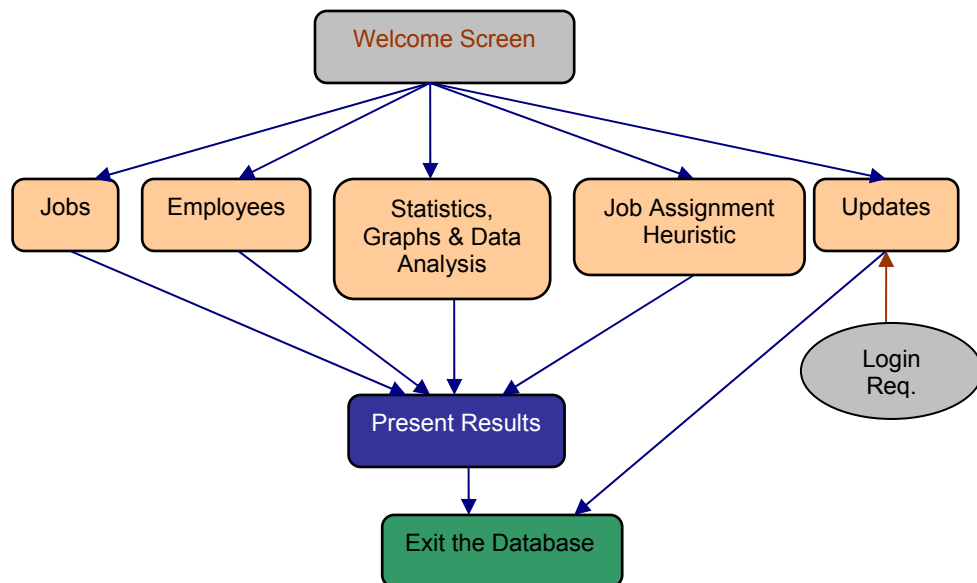 Welcome Screen
Jobs
Employees
Statistics,
Graphs & Data
Analysis
Job Assignment
Heuristic
Updates
Login
Req.
Present Results
Exit the Database